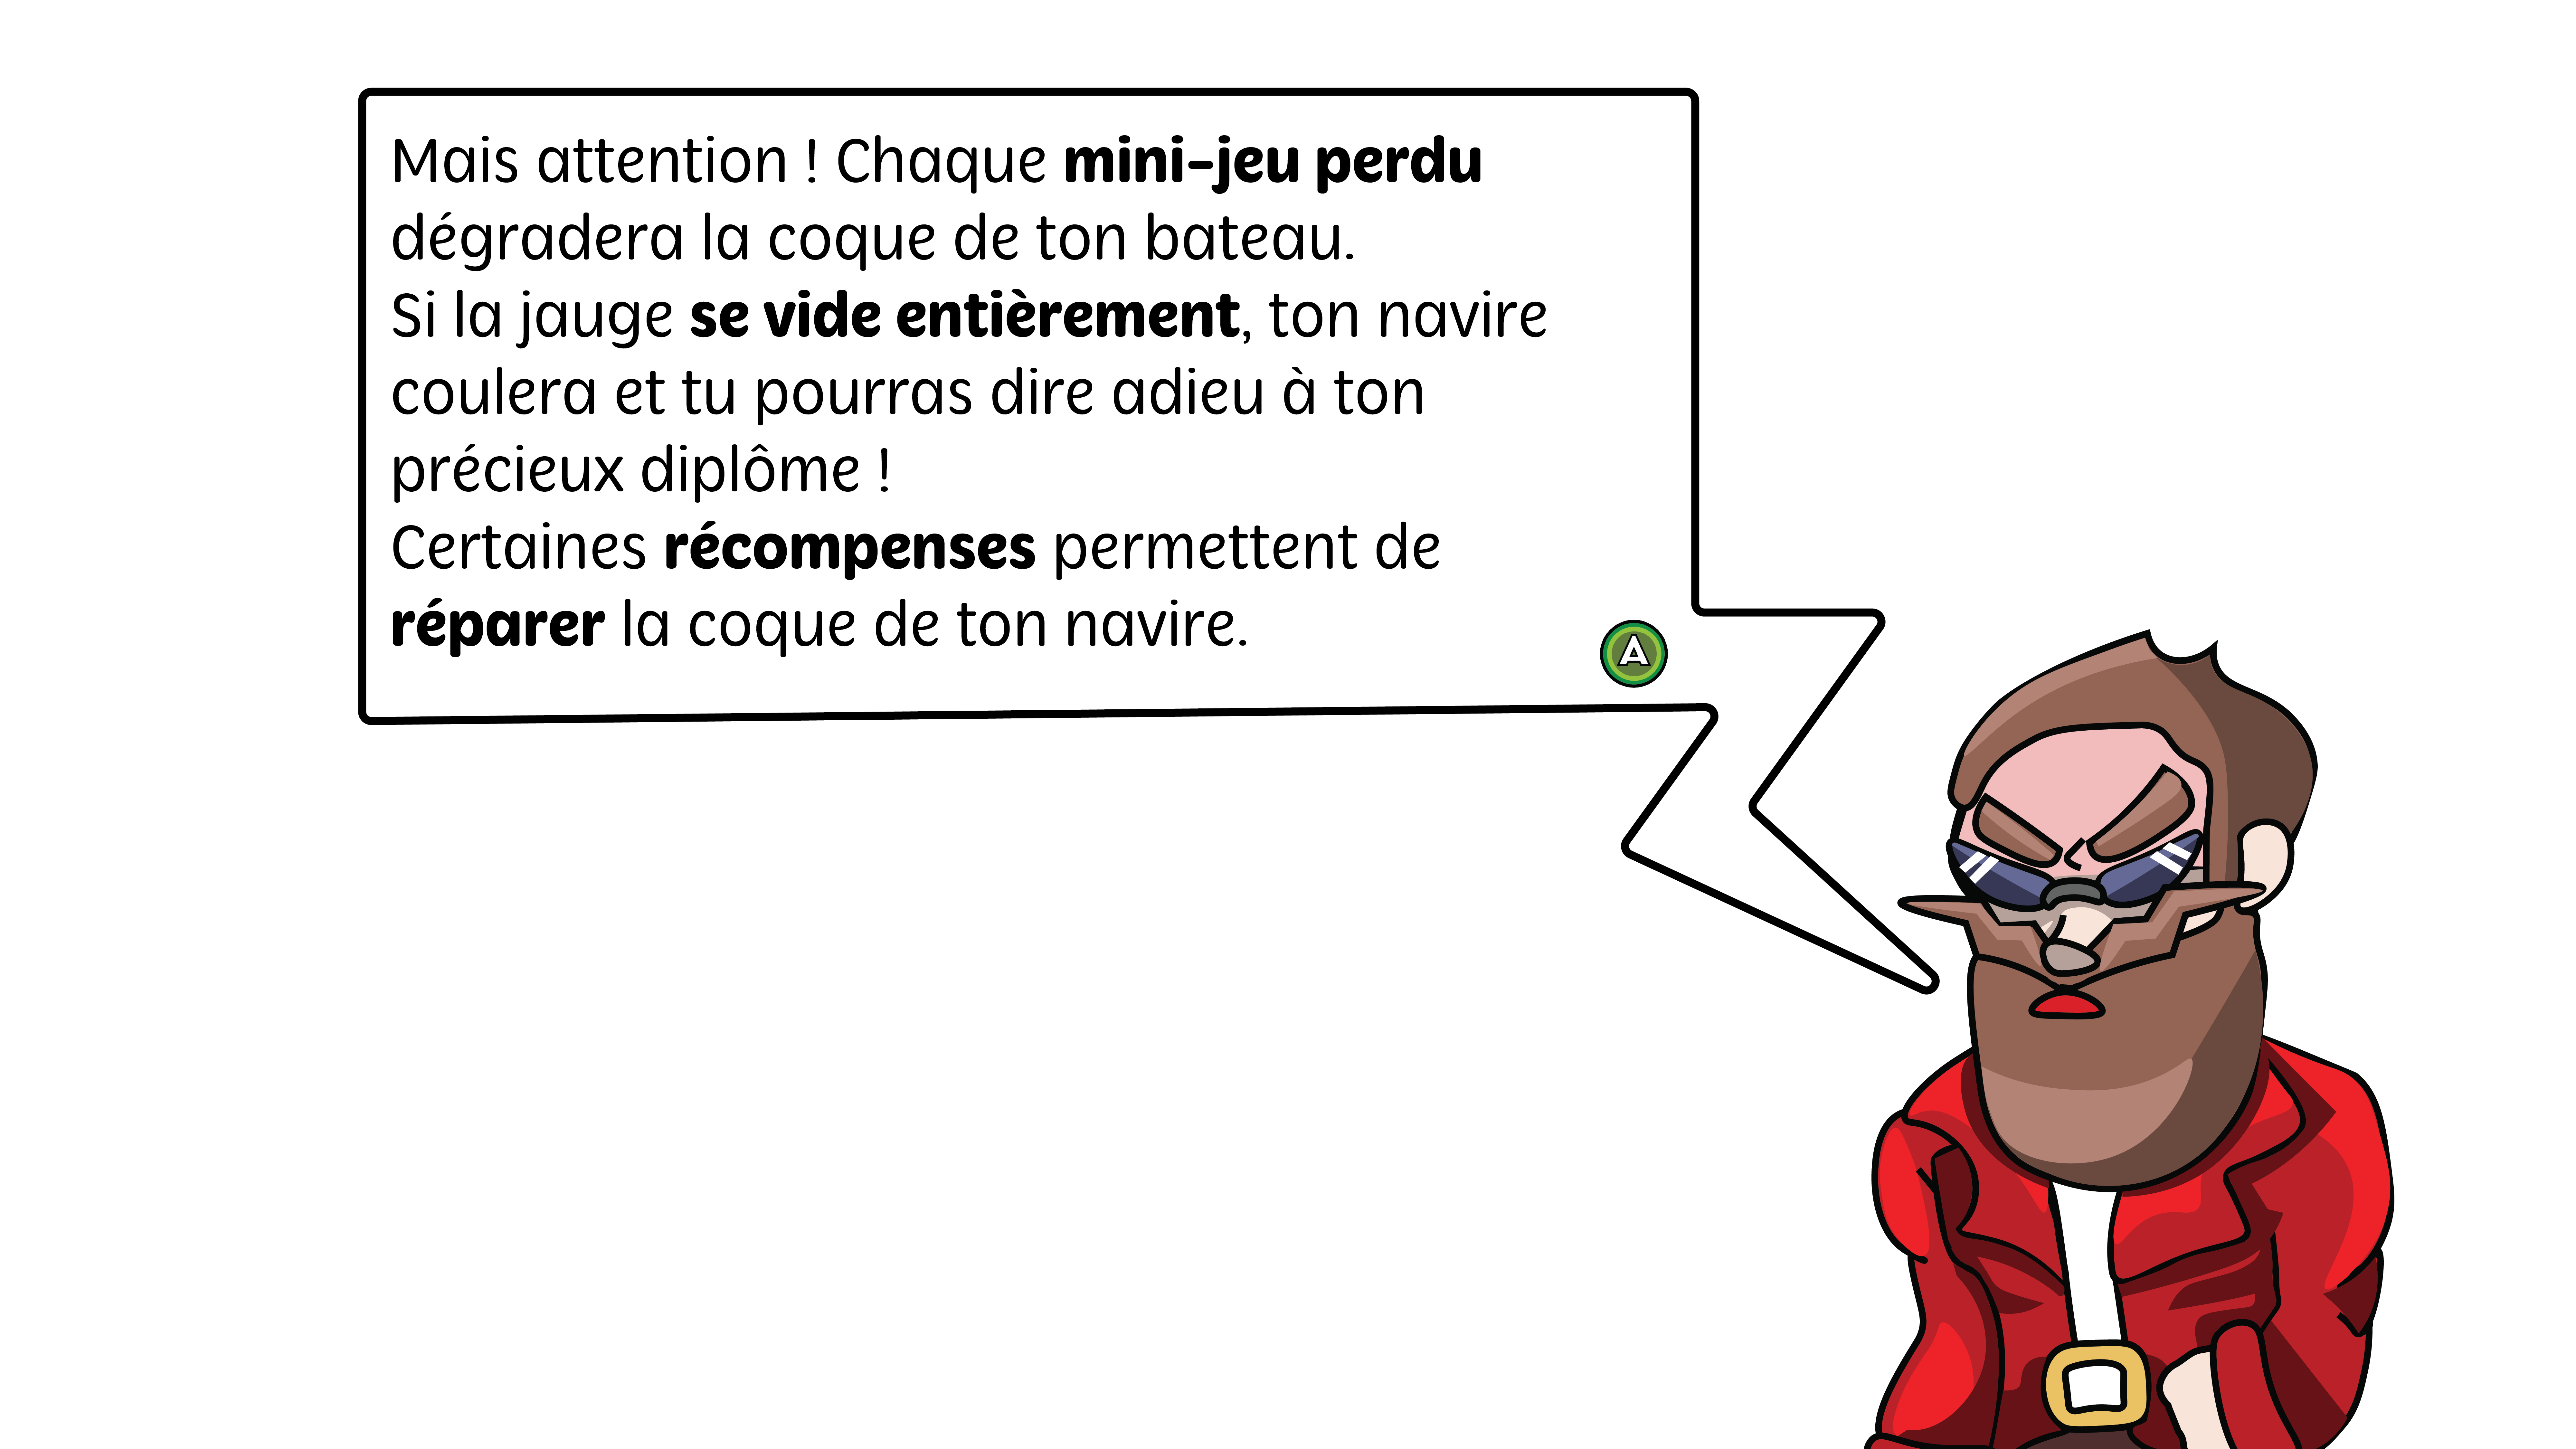 Mais attention ! Chaque mini-jeu perdu
dégradera la coque de ton bateau.
Si la jauge se vide entièrement, ton navire
coulera et tu pourras dire adieu à ton
précieux diplôme !
Certaines récompenses permettent de
réparer la coque de ton navire.
A